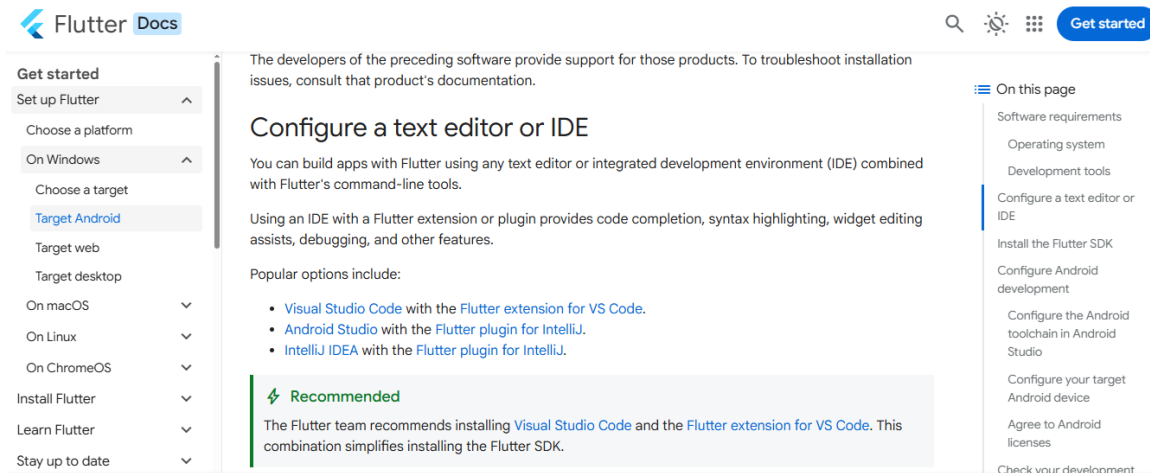 Flutter Docs
Get started
Get started
Set up Flutter
Choose a platform
On Windows
Choose a target
Target Android
Target web
Target desktop
On macOS
On Linux
On ChromeOS
Install Flutter
Learn Flutter
Stay up to date
The developers of the preceding software provide support for those products. To troubleshoot installation
issues, consult that product's documentation.
Configure a text editor or IDE
You can build apps with Flutter using any text editor or integrated development environment (IDE) combined
with Flutter's command-line tools.
Using an IDE with a Flutter extension or plugin provides code completion, syntax highlighting, widget editing
assists, debugging, and other features.
Popular options include:
• Visual Studio Code with the Flutter extension for VS Code.
• Android Studio with the Flutter plugin for IntelliJ.
• IntelliJ IDEA with the Flutter plugin for IntelliJ.
Recommended
The Flutter team recommends installing Visual Studio Code and the Flutter extension for VS Code. This
combination simplifies installing the Flutter SDK.
On this page
Software requirements
Operating system
Development tools
Configure a text editor or
IDE
Install the Flutter SDK
Configure Android
development
Configure the Android
toolchain in Android
Studio
Configure your target
Android device
Agree to Android
licenses
Check your development